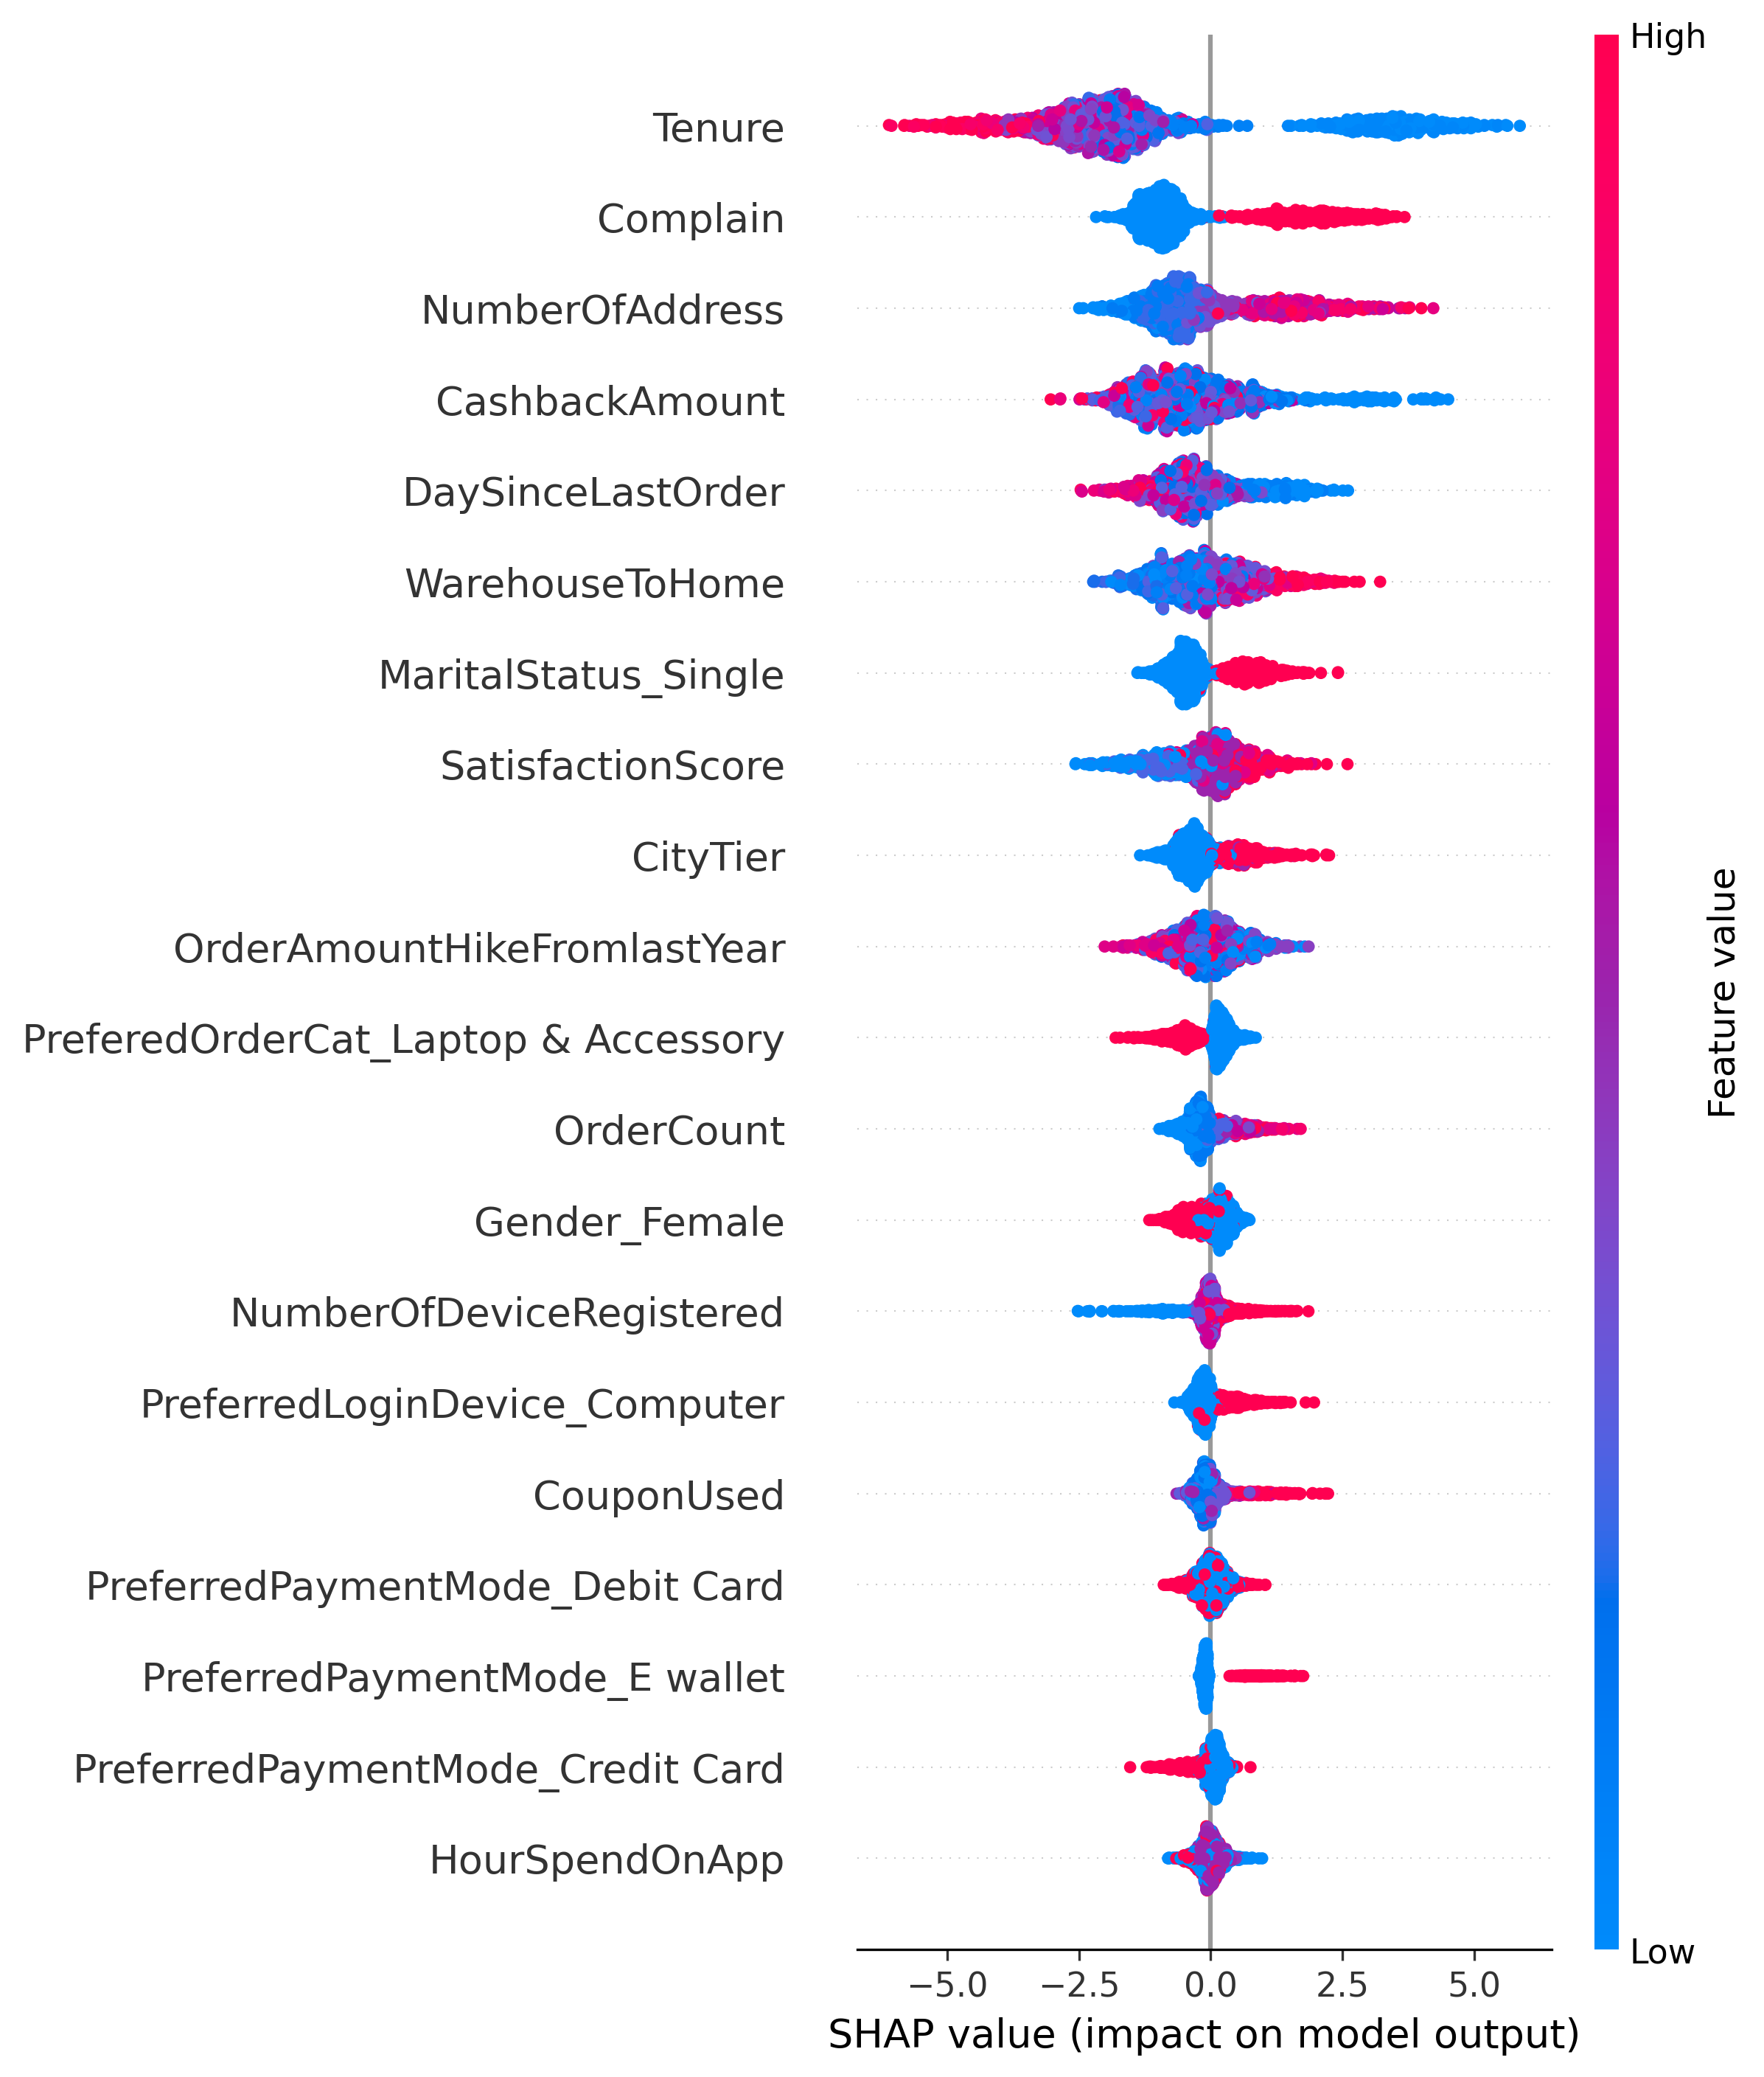 High
Tenure
Complain
NumberOfAddress
CashbackAmount
DaySinceLastOrder
WarehouseToHome
MaritalStatus_Single
SatisfactionScore
CityTier
OrderAmountHikeFromlastYear
PreferedOrderCat_Laptop & Accessory
OrderCount
Gender_Female
NumberOfDeviceRegistered
PreferredLoginDevice_Computer
CouponUsed
PreferredPaymentMode_Debit Card
PreferredPaymentMode_E wallet
PreferredPaymentMode_Credit Card
HourSpendOnApp
Feature value
Low
−5.0 −2.5 0.0 2.5 5.0
SHAP value (impact on model output)